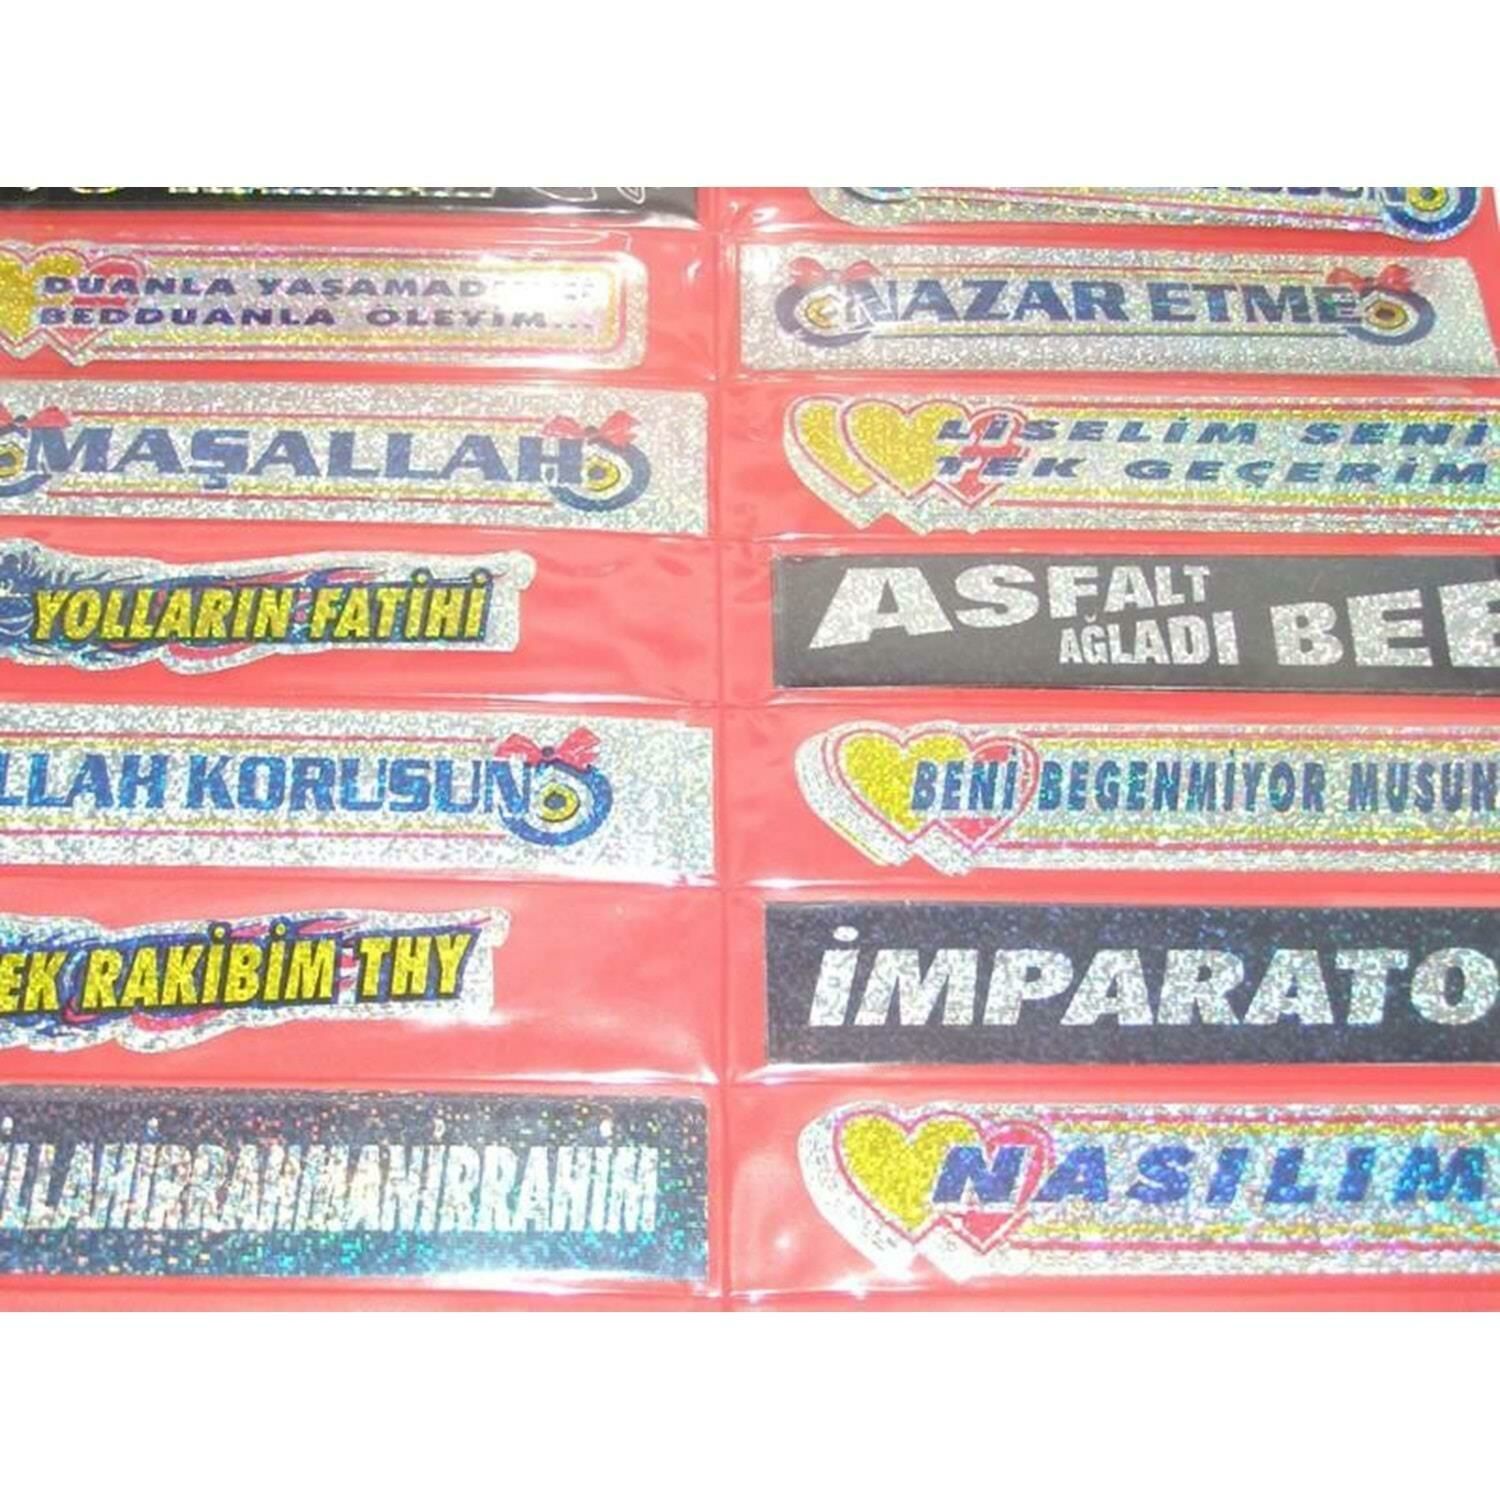 DUANLA YAŞAMAD
BEDDUANLA ÖLEYİM...
NAZAR ETME
MAŞALLAH
LİSELİM SENİ
TEK GEÇERİM
YOLLARIN FATİHİ
ASFALT
AĞLADI BEE
LLAH KORUSUN
BENİ BEGENMİYOR MUSUN
EK RAKİBİM THY
İMPARATO
İLLAHİRRAHMANİRRAHİM
NASILIM